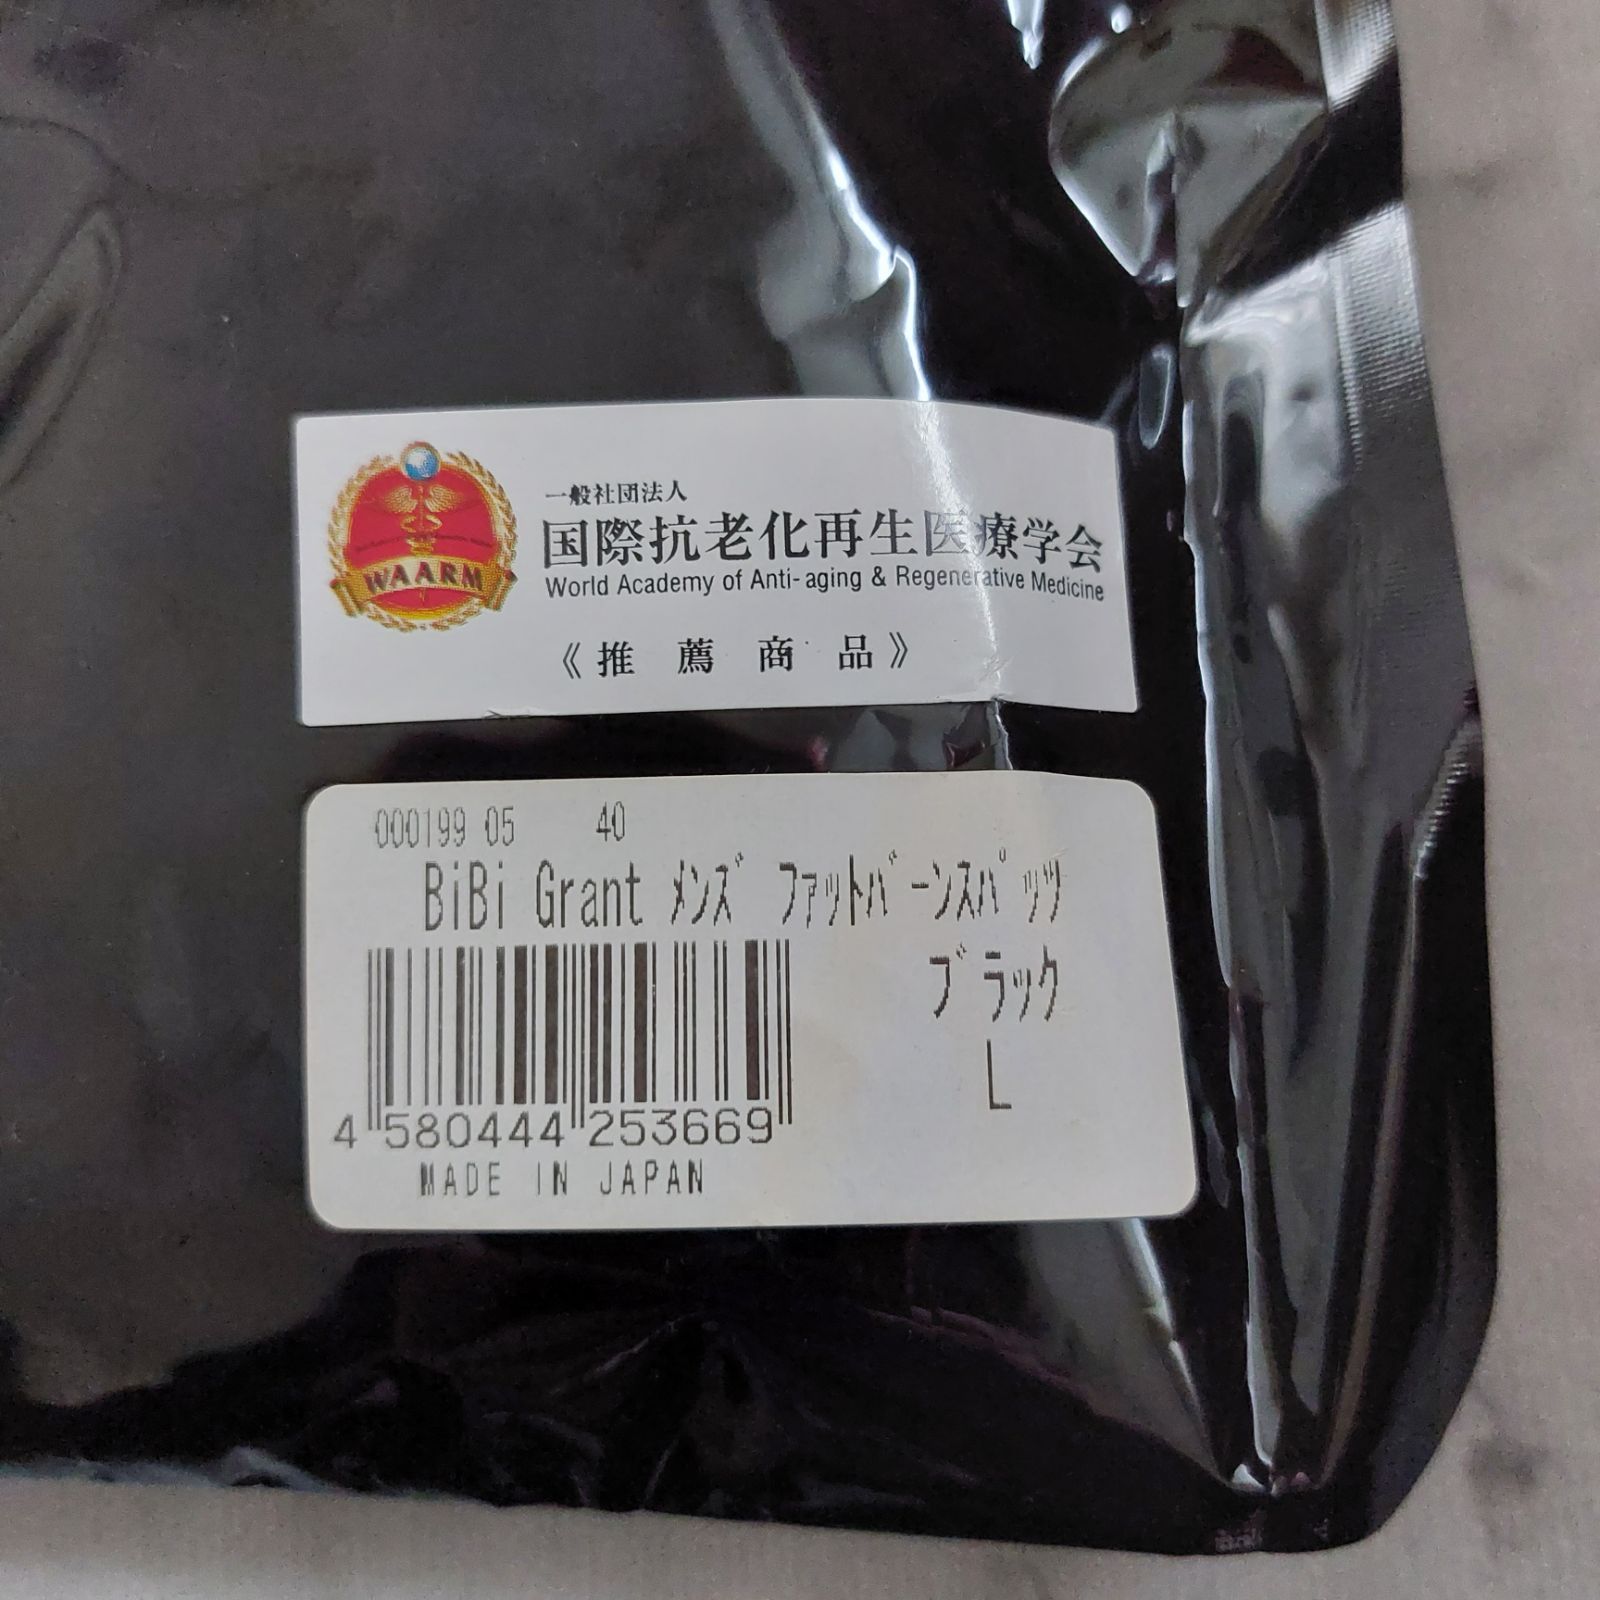 WAARM
一般社団法人
国際抗老化再生医療学会
World Academy of Anti-aging & Regenerative Medicine
《推薦商品》
000199 05 40
BiBi Grant ﾒﾝｽﾞ ﾌｧｯﾄﾊﾞｰﾝｽﾊﾟｯﾂ
ﾌﾞﾗｯｸ
L
4 580444 253669
MADE IN JAPAN